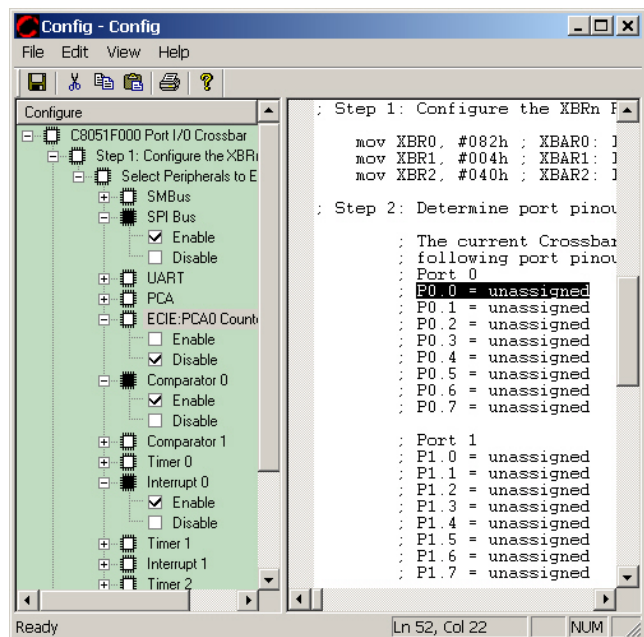 Config - Config
File Edit View Help
Configure
C8051F000 Port I/0 Crossbar
Step 1: Configure the XBR
Select Peripherals to E
SMBus
SPI Bus
Enable
Disable
UART
PCA
ECIE:PCA0 Count
Enable
Disable
Comparator 0
Enable
Disable
Comparator 1
Timer 0
Interrupt 0
Enable
Disable
Timer 1
Interrupt 1
Timer 2
; Step 1: Configure the XBRn
mov XBR0, #082h ; XBAR0:
mov XBR1, #004h ; XBAR1:
mov XBR2, #040h ; XBAR2:
; Step 2: Determine port pinou
; The current Crossbar
; following port pinou
; Port 0
; P0.0 = unassigned
; P0.1 = unassigned
; P0.2 = unassigned
; P0.3 = unassigned
; P0.4 = unassigned
; P0.5 = unassigned
; P0.6 = unassigned
; P0.7 = unassigned
; Port 1
; P1.0 = unassigned
; P1.1 = unassigned
; P1.2 = unassigned
; P1.3 = unassigned
; P1.4 = unassigned
; P1.5 = unassigned
; P1.6 = unassigned
; P1.7 = unassigned
Ready
Ln 52, Col 22
NUM